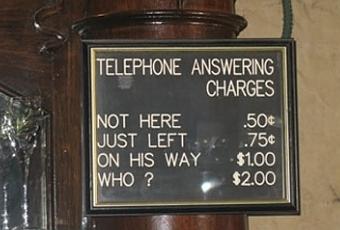 TELEPHONE ANSWERING
CHARGES
NOT HERE .50¢
JUST LEFT .75¢
ON HIS WAY $1.00
WHO ? $2.00